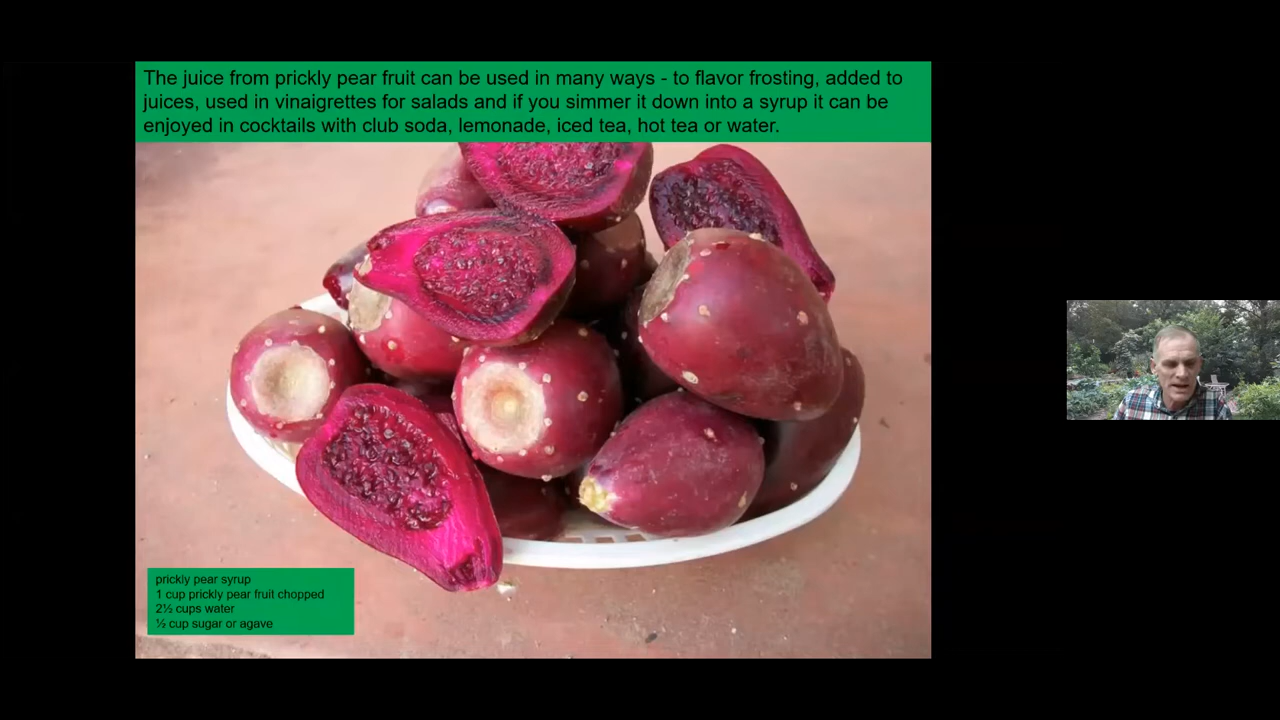 The juice from prickly pear fruit can be used in many ways - to flavor frosting, added to
juices, used in vinaigrettes for salads and if you simmer it down into a syrup it can be
enjoyed in cocktails with club soda, lemonade, iced tea, hot tea or water.
prickly pear syrup
1 cup prickly pear fruit chopped
2½ cups water
½ cup sugar or agave